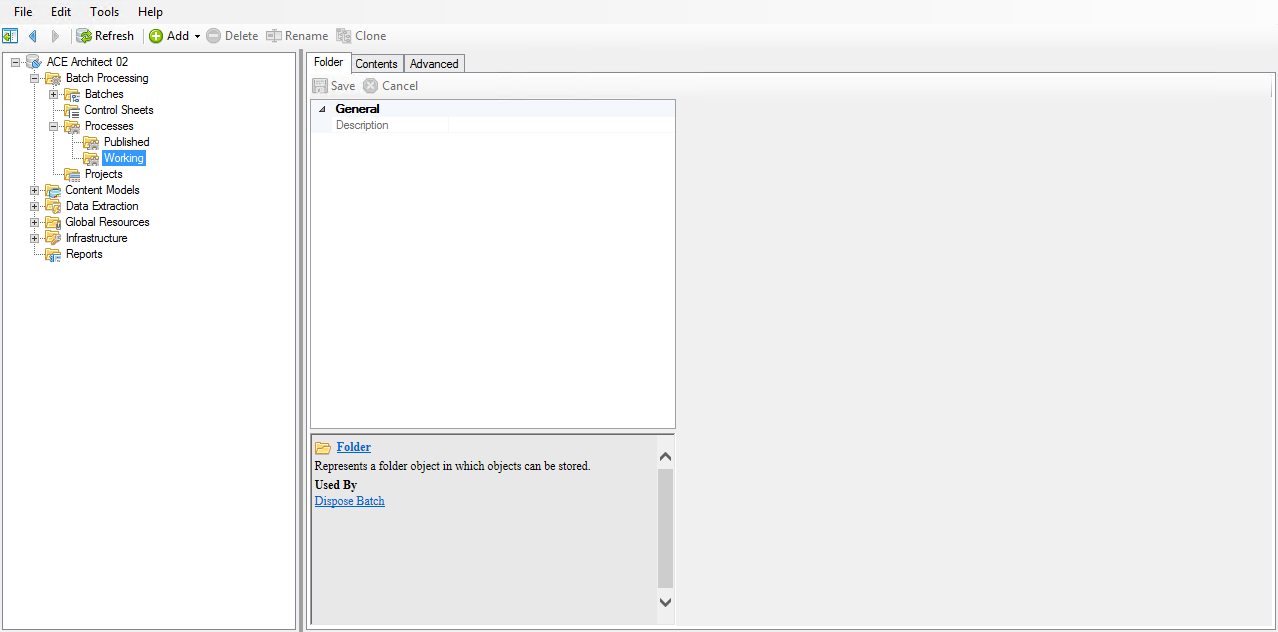 File Edit Tools Help
Refresh Add Delete Rename Clone
ACE Architect 02
Batch Processing
Batches
Control Sheets
Processes
Published
Working
Projects
Content Models
Data Extraction
Global Resources
Infrastructure
Reports
Folder Contents Advanced
Save Cancel
General
Description
Folder
Represents a folder object in which objects can be stored.
Used By
Dispose Batch